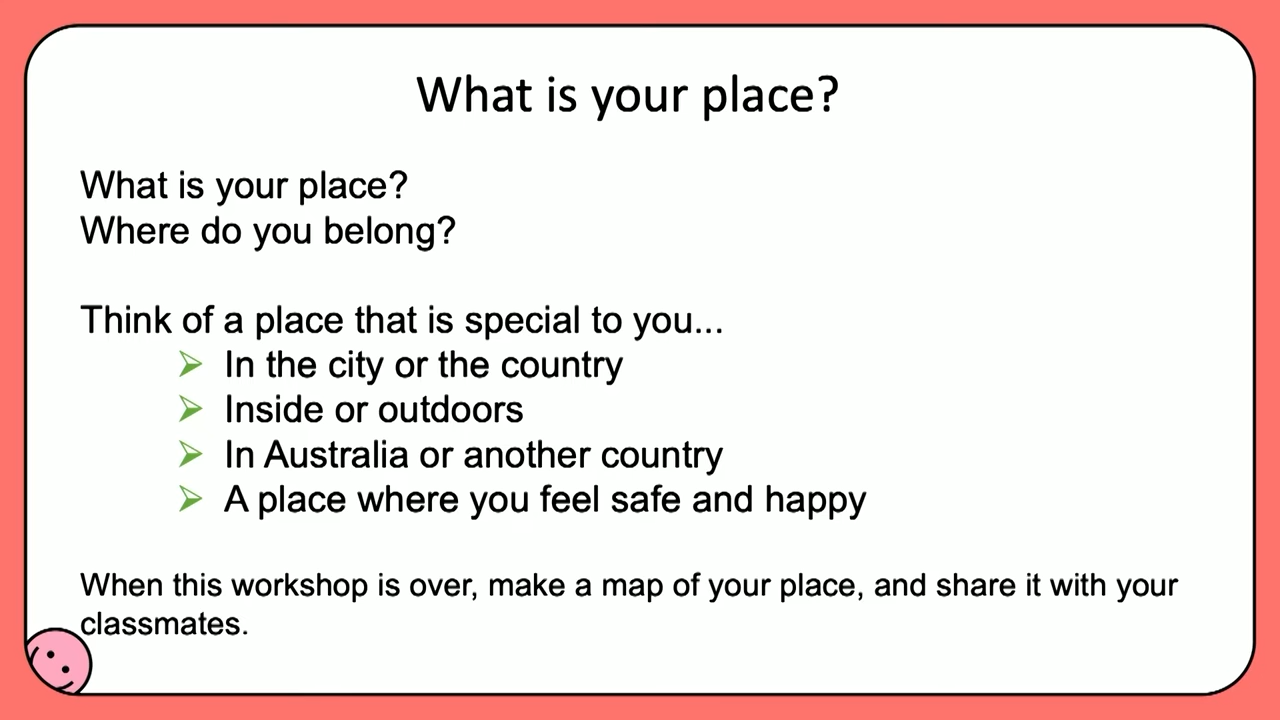 What is your place?
What is your place?
Where do you belong?
Think of a place that is special to you...
In the city or the country
Inside or outdoors
In Australia or another country
A place where you feel safe and happy
When this workshop is over, make a map of your place, and share it with your
classmates.